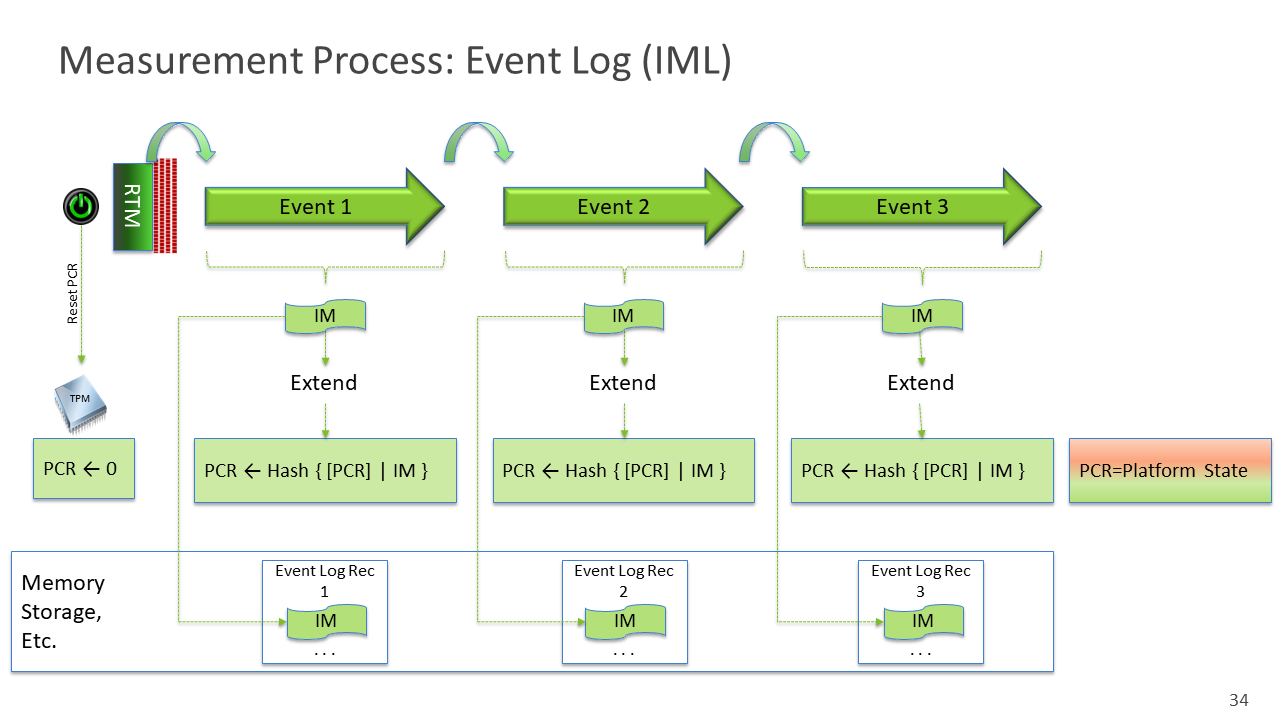 Measurement Process: Event Log (IML)
RTM
Event 1
Event 2
Event 3
Reset PCR
IM
IM
IM
TPM
Extend
Extend
Extend
PCR ← 0
PCR ← Hash { [PCR] | IM }
PCR ← Hash { [PCR] | IM }
PCR ← Hash { [PCR] | IM }
PCR=Platform State
Memory
Storage,
Etc.
Event Log Rec
1
IM
. . .
Event Log Rec
2
IM
. . .
Event Log Rec
3
IM
. . .
34